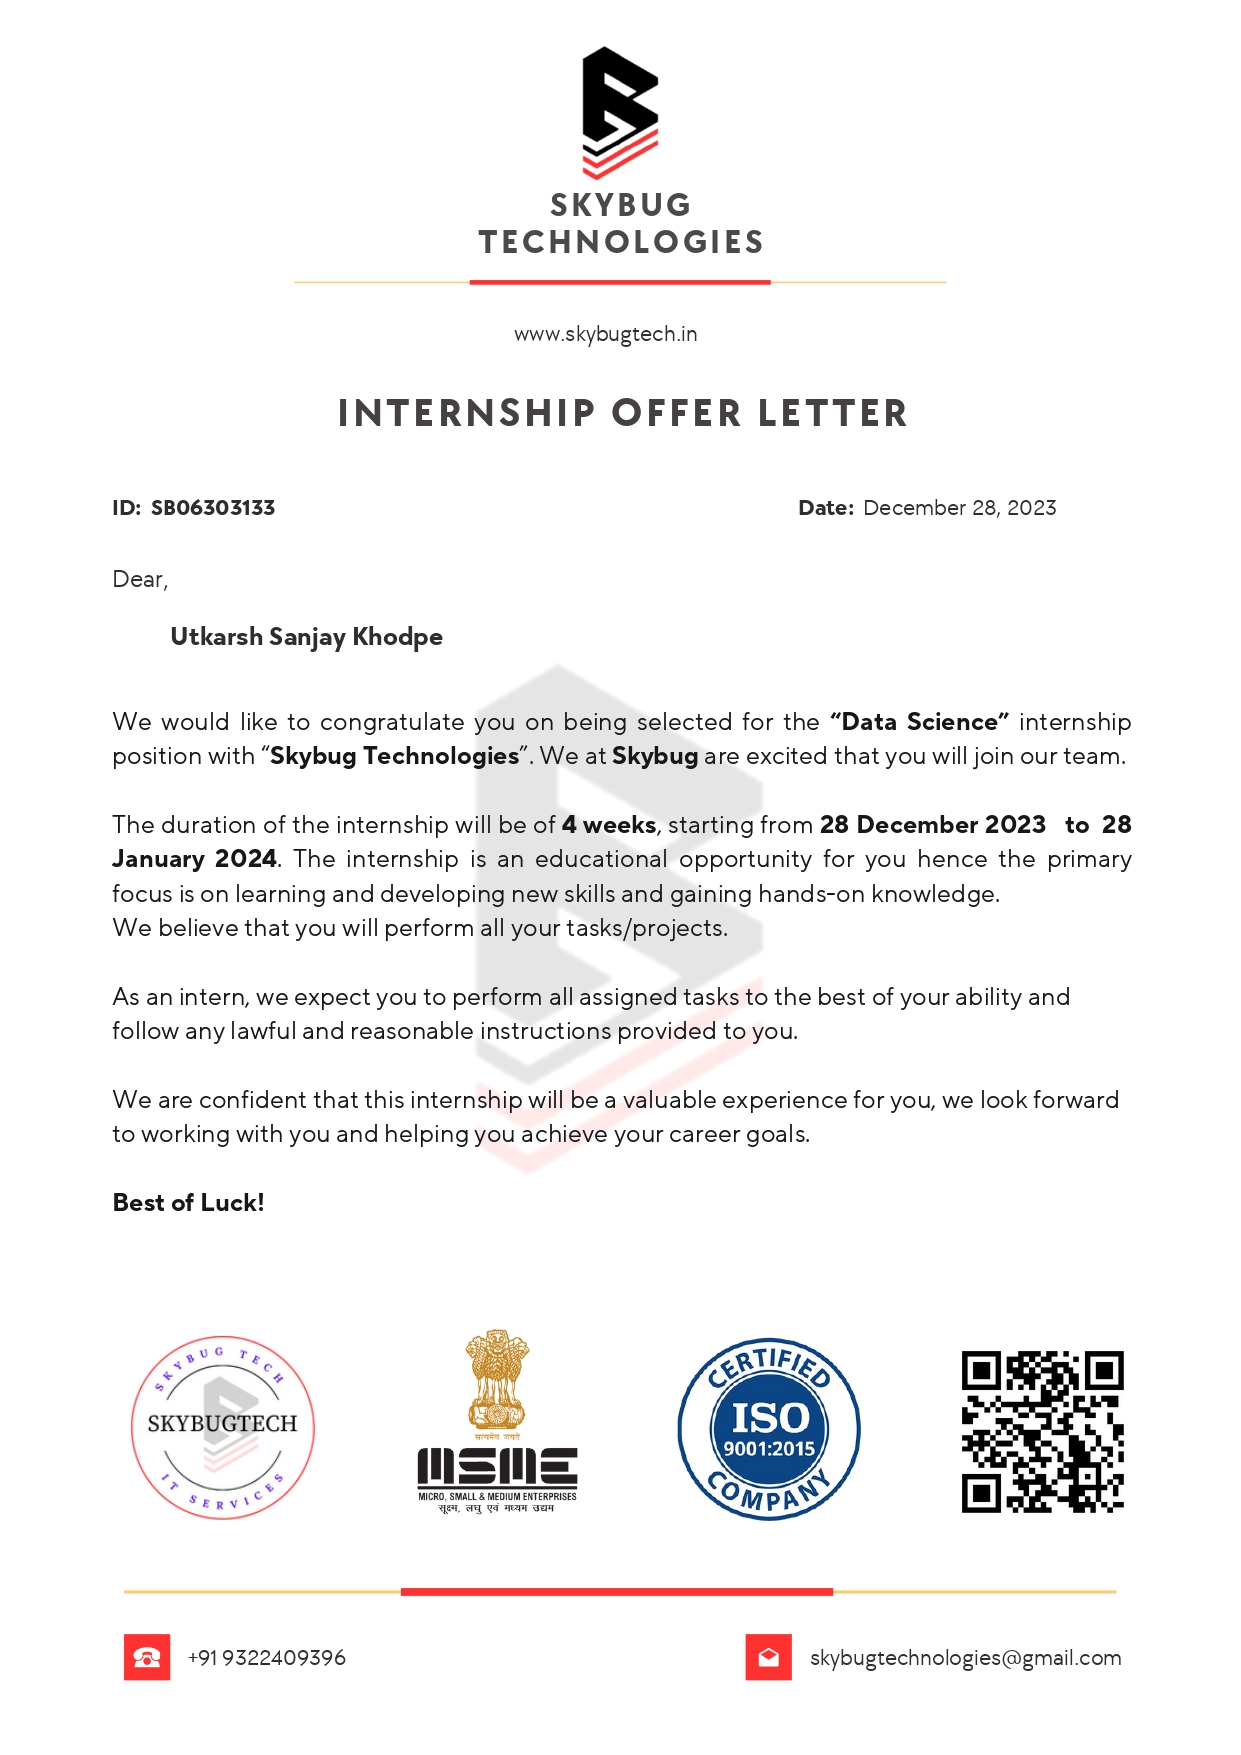 SKYBUG
TECHNOLOGIES
www.skybugtech.in
INTERNSHIP OFFER LETTER
ID: SB06303133
Date: December 28, 2023
Dear,
Utkarsh Sanjay Khodpe
We would like to congratulate you on being selected for the “Data Science” internship
position with “Skybug Technologies”. We at Skybug are excited that you will join our team.
The duration of the internship will be of 4 weeks, starting from 28 December 2023 to 28
January 2024. The internship is an educational opportunity for you hence the primary
focus is on learning and developing new skills and gaining hands-on knowledge.
We believe that you will perform all your tasks/projects.
As an intern, we expect you to perform all assigned tasks to the best of your ability and
follow any lawful and reasonable instructions provided to you.
We are confident that this internship will be a valuable experience for you, we look forward
to working with you and helping you achieve your career goals.
Best of Luck!
SKYBUG TECH
SKYBUGTECH
IT SERVICES
सत्यमेव जयते
MSME
MICRO, SMALL & MEDIUM ENTERPRISES
सूक्ष्म, लघु एवं मध्यम उद्यम
CERTIFIED
ISO
9001:2015
COMPANY
+91 9322409396
skybugtechnologies@gmail.com